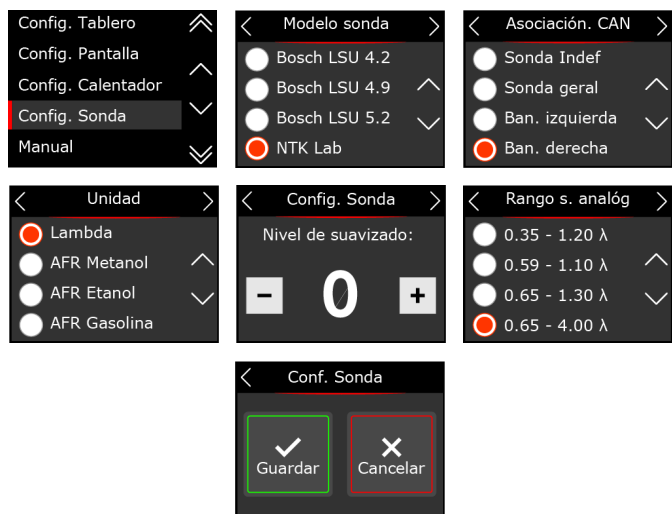 Config. Tablero
Config. Pantalla
Config. Calentador
Config. Sonda
Manual
Modelo sonda
Bosch LSU 4.2
Bosch LSU 4.9
Bosch LSU 5.2
NTK Lab
Asociación. CAN
Sonda Indef
Sonda geral
Ban. izquierda
Ban. derecha
Unidad
Lambda
AFR Metanol
AFR Etanol
AFR Gasolina
Config. Sonda
Nivel de suavizado:
- 0 +
Rango s. analóg
0.35 - 1.20 λ
0.59 - 1.10 λ
0.65 - 1.30 λ
0.65 - 4.00 λ
Conf. Sonda
Guardar
Cancelar